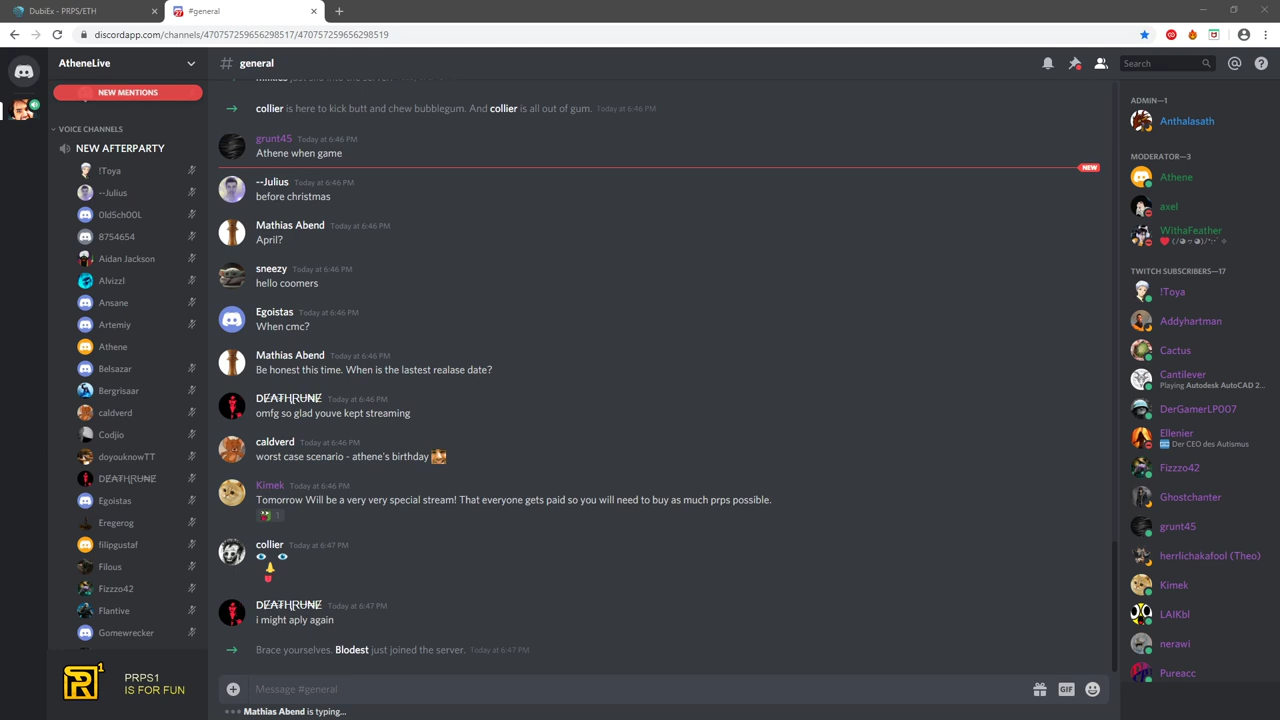 DubiEx - PRPS/ETH
#general
discordapp.com/channels/470757259656298517/470757259656298519
AtheneLive
# general
Search
NEW MENTIONS
VOICE CHANNELS
NEW AFTERPARTY
!Toya
--Julius
0ldSch00L
8754654
Aidan Jackson
Alvizzl
Ansane
Artemiy
Athene
Belsazar
Bergrisaar
caldverd
Codjio
doyouknowTT
DEATHRUNE
Egoistas
Eregerog
filipgustaf
Filous
Fizzzo42
Flantive
Gomewrecker
PRPS1
IS FOR FUN
just slid into the server.
collier is here to kick butt and chew bubblegum. And collier is all out of gum. Today at 6:46 PM
grunt45 Today at 6:46 PM
Athene when game
NEW
--Julius Today at 6:46 PM
before christmas
Mathias Abend Today at 6:46 PM
April?
sneezy Today at 6:46 PM
hello coomers
Egoistas Today at 6:46 PM
When cmc?
Mathias Abend Today at 6:46 PM
Be honest this time. When is the lastest realase date?
DEATHRUNE Today at 6:46 PM
omfg so glad youve kept streaming
caldverd Today at 6:46 PM
worst case scenario - athene's birthday
Kimek Today at 6:46 PM
Tomorrow Will be a very very special stream! That everyone gets paid so you will need to buy as much prps possible.
1
collier Today at 6:47 PM
DEATHRUNE Today at 6:47 PM
i might aply again
Brace yourselves. Blodest just joined the server. Today at 6:47 PM
Message #general
GIF
Mathias Abend is typing...
ADMIN—1
Anthalasath
MODERATOR—3
Athene
axel
WithaFeather
TWITCH SUBSCRIBERS—17
!Toya
Addyhartman
Cactus
Cantilever
Playing Autodesk AutoCAD 2...
DerGamerLP007
Ellenier
Der CEO des Autismus
Fizzzo42
Ghostchanter
grunt45
herrlichakafool (Theo)
Kimek
LAIKbl
nerawi
Pureacc